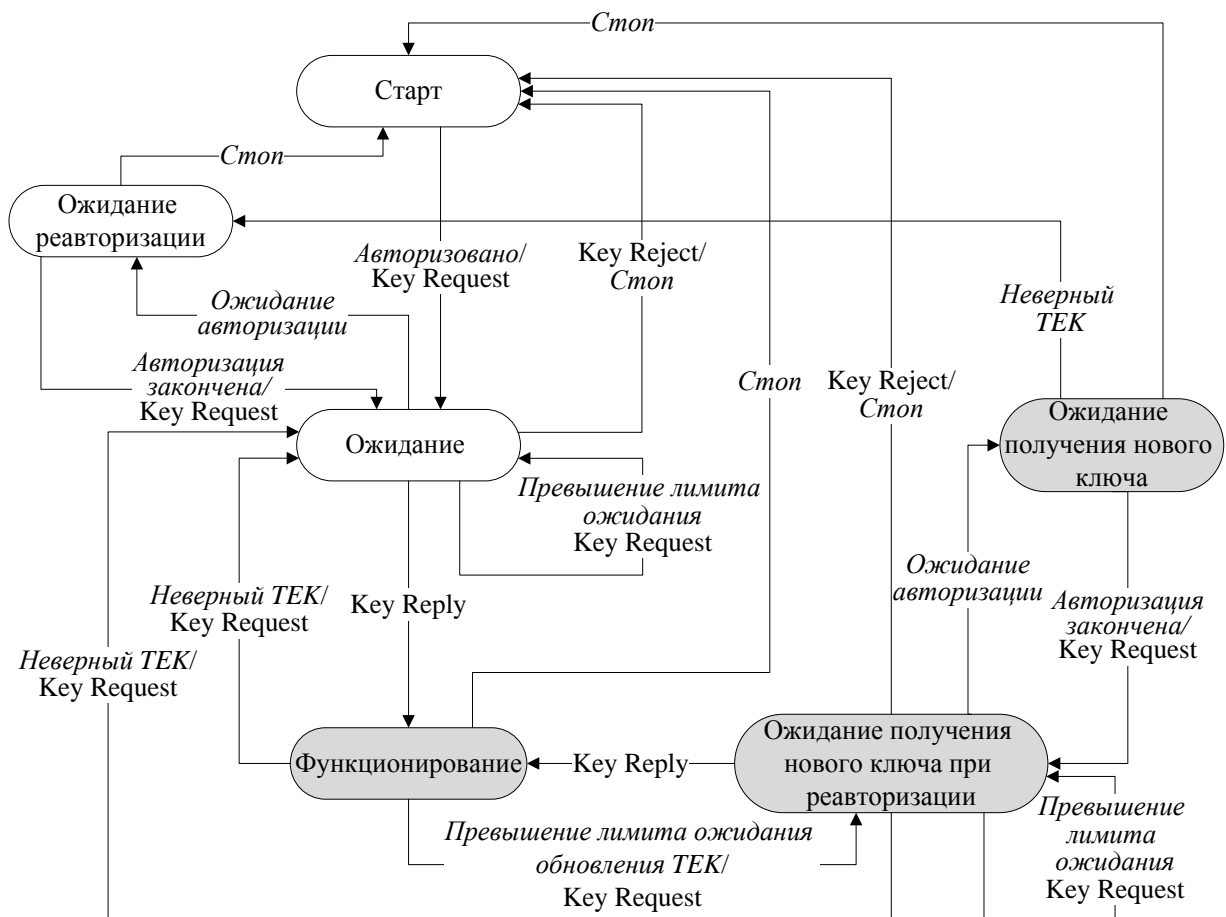 Стоп
Старт
Стоп
Ожидание
реавторизации
Авторизовано/
Key Request
Key Reject/
Стоп
Ожидание
авторизации
Неверный
TEK
Авторизация
закончена/
Key Request
Стоп
Key Reject/
Стоп
Ожидание
получения нового
ключа
Ожидание
Превышение лимита
ожидания
Key Request
Ожидание
авторизации
Неверный TEK/
Key Request
Key Reply
Авторизация
закончена/
Key Request
Неверный TEK/
Key Request
Функционирование
Key Reply
Ожидание получения
нового ключа при
реавторизации
Превышение лимита ожидания
обновления TEK/
Key Request
Превышение
лимита
ожидания
Key Request